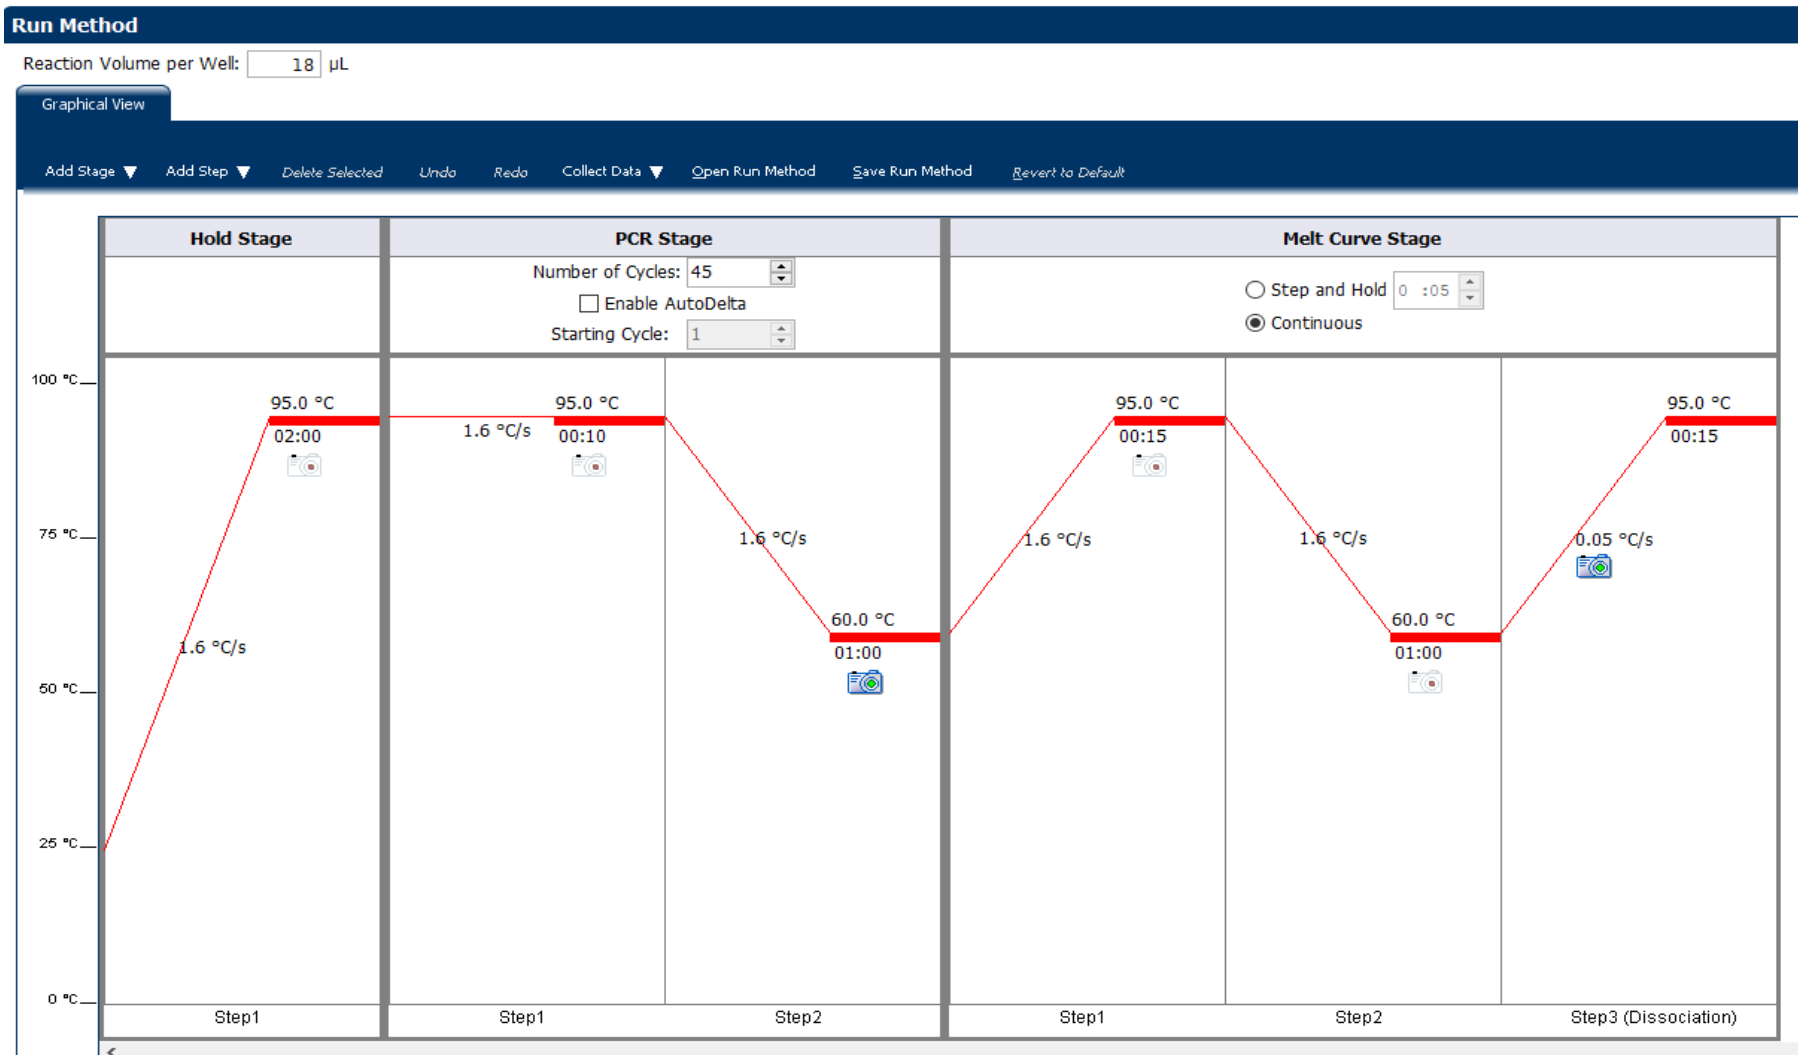 Run Method
Reaction Volume per Well: 18 µL
Graphical View
Add Stage Add Step Delete Selected Undo Redo Collect Data Open Run Method Save Run Method Revert to Default
Hold Stage PCR Stage Melt Curve Stage
Number of Cycles: 45
Enable AutoDelta
Starting Cycle: 1
Step and Hold 0 :05
Continuous
100 °C
75 °C
50 °C
25 °C
0 °C
95.0 °C
02:00
1.6 °C/s
Step1
95.0 °C
1.6 °C/s
00:10
Step1
1.6 °C/s
60.0 °C
01:00
Step2
95.0 °C
00:15
1.6 °C/s
Step1
1.6 °C/s
60.0 °C
01:00
Step2
95.0 °C
00:15
0.05 °C/s
Step3 (Dissociation)